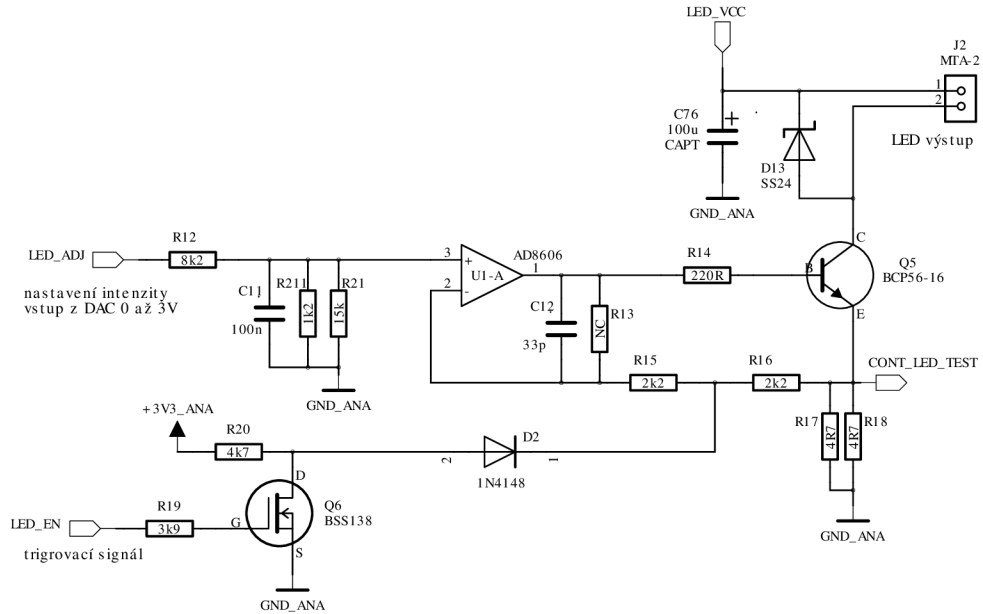 LED_VCC
J2
MTA-2
1
2
LED výstup
C76
100u
CAPT
+
D13
SS24
GND_ANA
LED_ADJ
R12
8k2
nastavení intenzity
vstup z DAC 0 až 3V
C11
100n
R211
1k2
R21
15k
GND_ANA
3
+
2
-
U1-A
AD8606
1
R14
220R
B
C
E
Q5
BCP56-16
C12
33p
R13
NC
R15
2k2
R16
2k2
CONT_LED_TEST
R17
4R7
4R7
R18
GND_ANA
+3V3_ANA
R20
4k7
D2
2
1
1N4148
LED_EN
R19
3k9
trigrovací signál
G
D
S
Q6
BSS138
GND_ANA